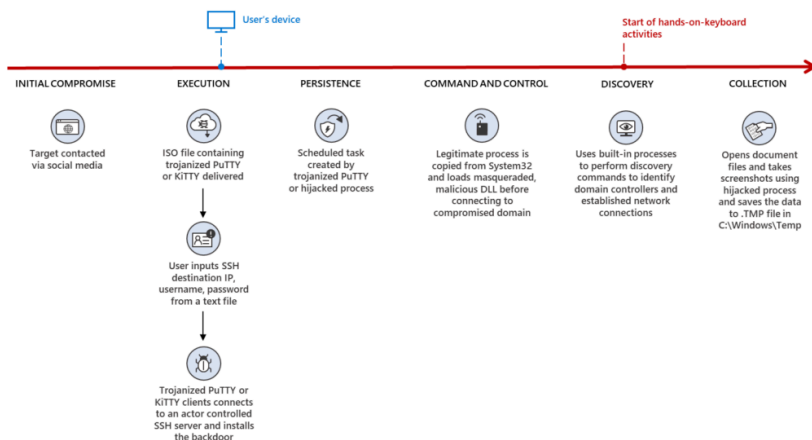 User's device
Start of hands-on-keyboard
activities
INITIAL COMPROMISE
EXECUTION
PERSISTENCE
COMMAND AND CONTROL
DISCOVERY
COLLECTION
Target contacted
via social media
ISO file containing
trojanized PuTTY
or KiTTY delivered
User inputs SSH
destination IP,
username, password
from a text file
Trojanized PuTTY or
KiTTY clients connects
to an actor controlled
SSH server and installs
the backdoor
Scheduled task
created by
trojanized PuTTY
or hijacked process
Legitimate process is
copied from System32
and loads masqueraded,
malicious DLL before
connecting to
compromised domain
Uses built-in processes
to perform discovery
commands to identify
domain controllers and
established network
connections
Opens document
files and takes
screenshots using
hijacked process
and saves the data
to .TMP file in
C:\Windows\Temp